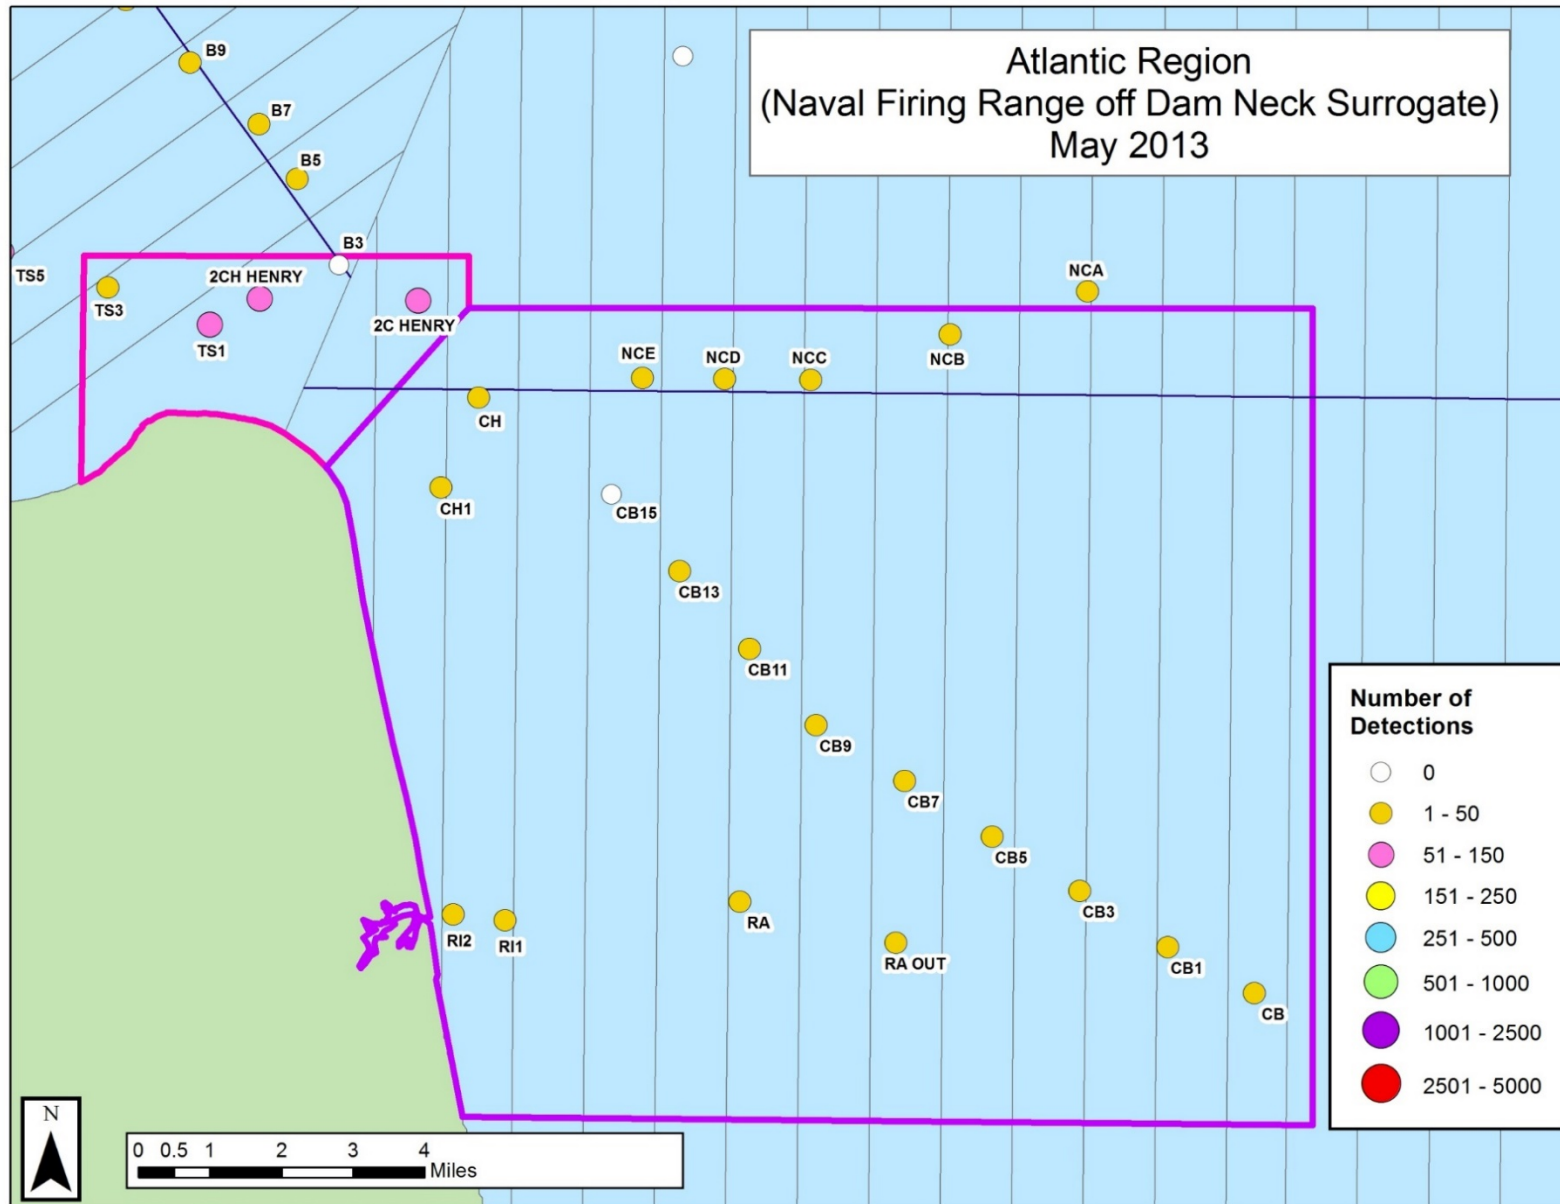 Atlantic Region
(Naval Firing Range off Dam Neck Surrogate)
May 2013
B9
B7
B5
B3
TS5
TS3
2CH HENRY
TS1
2C HENRY
NCA
NCB
NCE
NCD
NCC
CH
CH1
CB15
CB13
CB11
CB9
CB7
CB5
CB3
CB1
CB
RA
RA OUT
RI2
RI1
Number of
Detections
0
1 - 50
51 - 150
151 - 250
251 - 500
501 - 1000
1001 - 2500
2501 - 5000
N
0 0.5 1 2 3 4
Miles